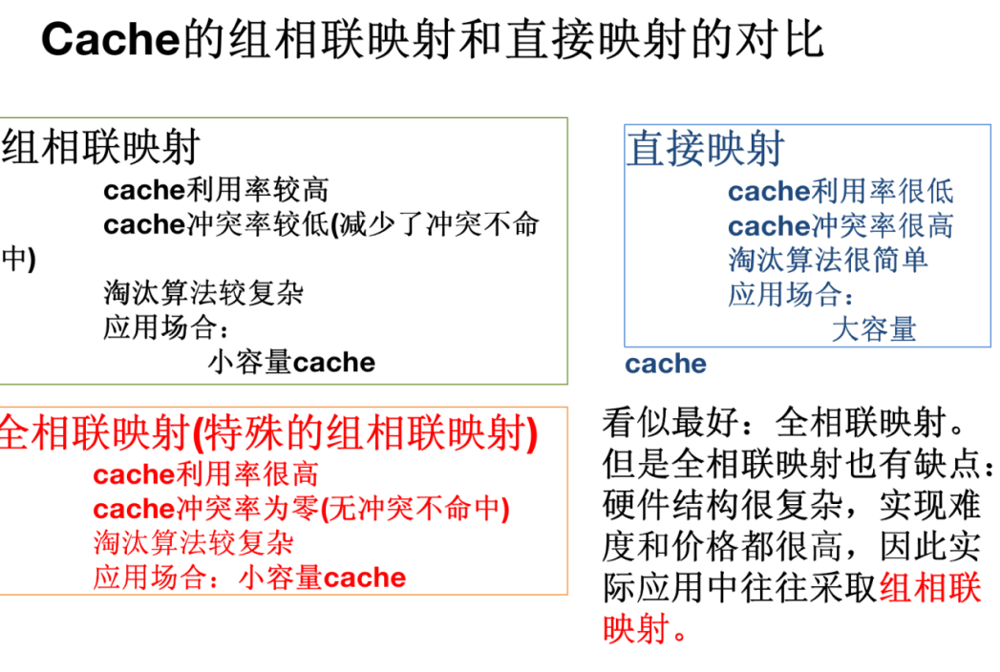 Cache的组相联映射和直接映射的对比
组相联映射
cache利用率较高
cache冲突率较低(减少了冲突不命
中)
淘汰算法较复杂
应用场合：
小容量cache
直接映射
cache利用率很低
cache冲突率很高
淘汰算法很简单
应用场合：
大容量
cache
全相联映射(特殊的组相联映射)
cache利用率很高
cache冲突率为零(无冲突不命中)
淘汰算法较复杂
应用场合：小容量cache
看似最好：全相联映射。
但是全相联映射也有缺点：
硬件结构很复杂，实现难
度和价格都很高，因此实
际应用中往往采取组相联
映射。